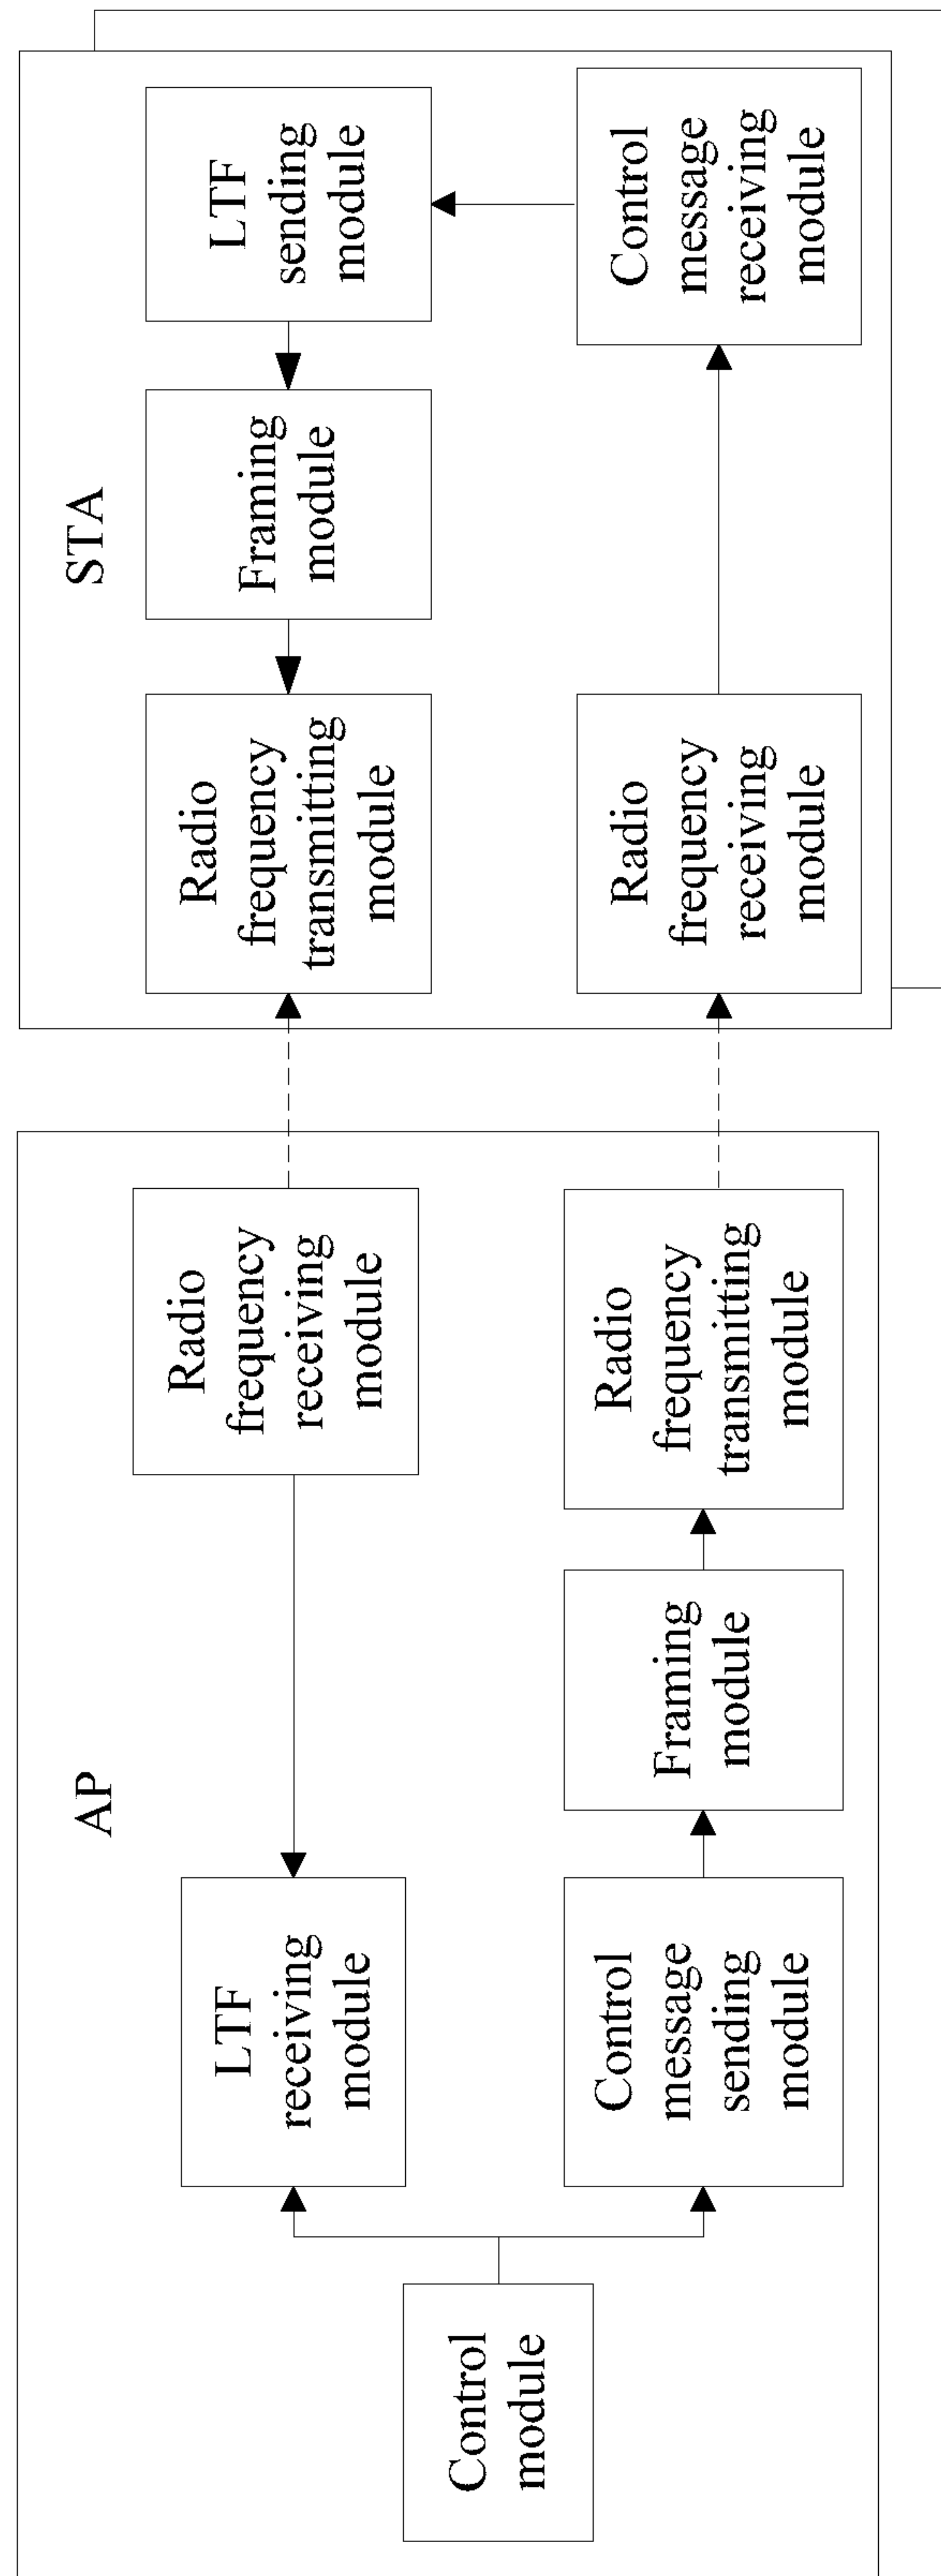 AP
LTF
receiving
module
Radio
frequency
receiving
module
Control
module
Control
message
sending
module
Framing
module
Radio
frequency
transmitting
module
STA
Radio
frequency
transmitting
module
Framing
module
LTF
sending
module
Radio
frequency
receiving
module
Control
message
receiving
module